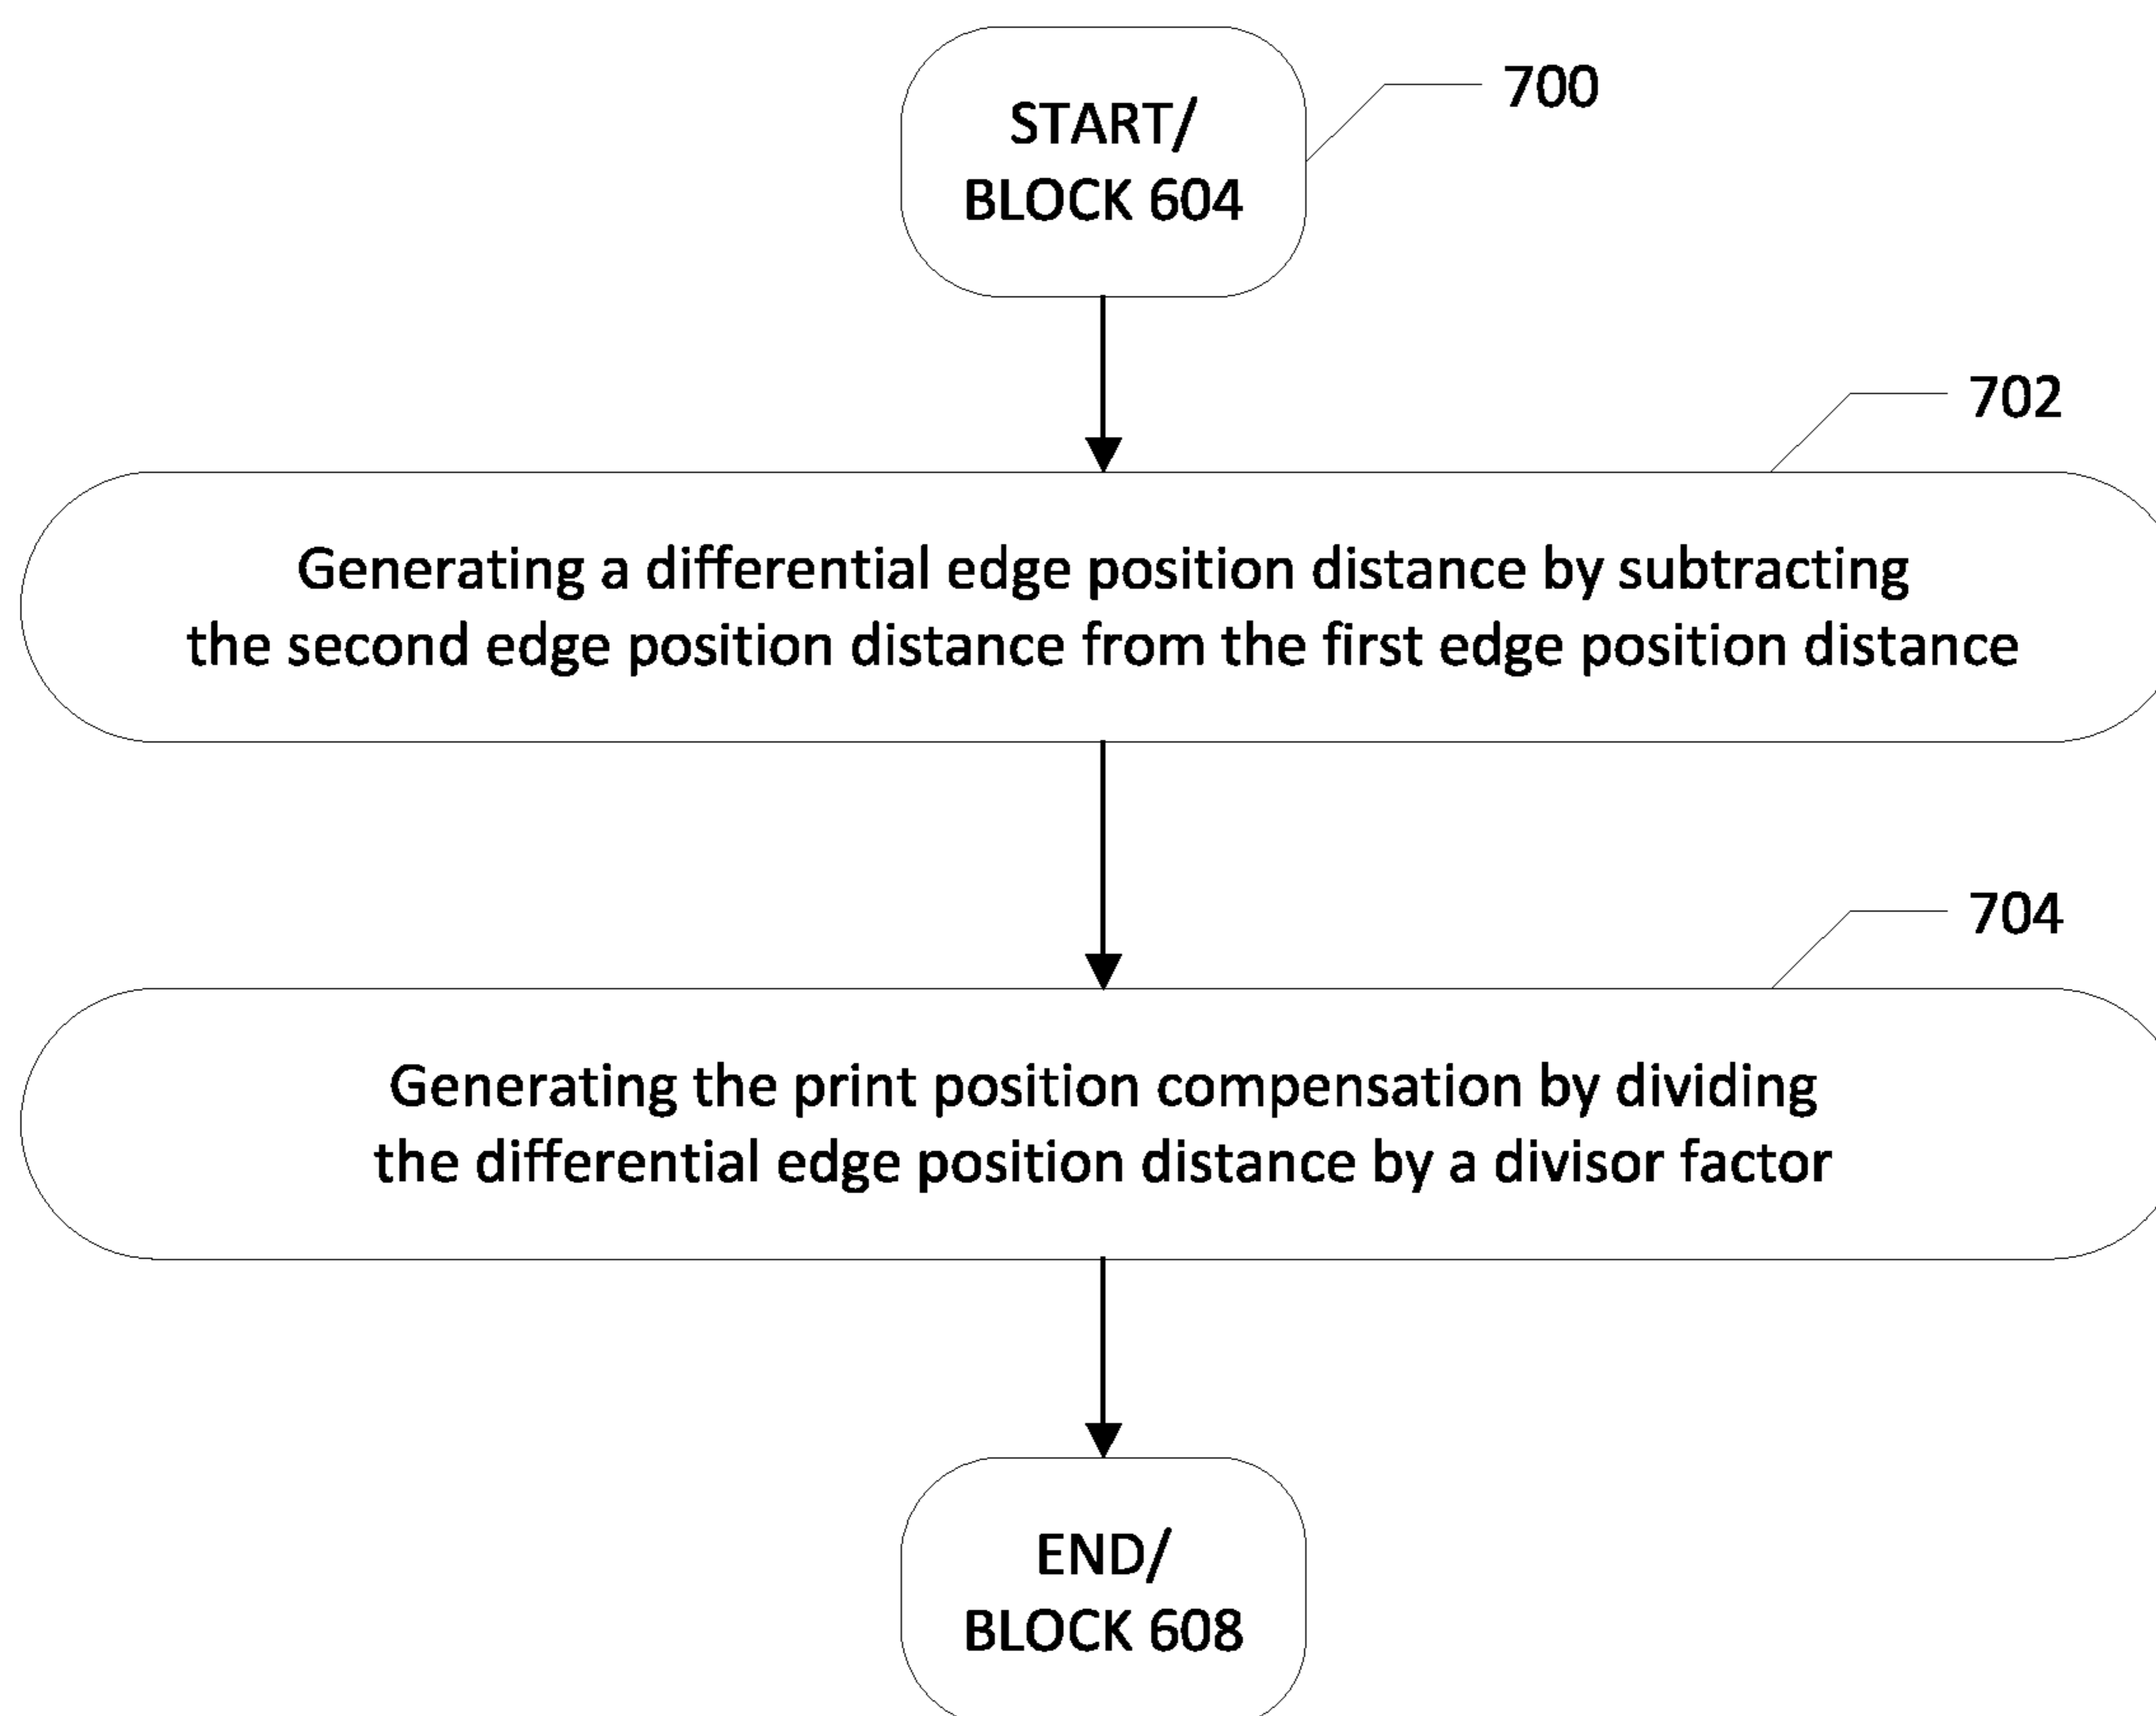 START/
BLOCK 604
700
702
Generating a differential edge position distance by subtracting
the second edge position distance from the first edge position distance
704
Generating the print position compensation by dividing
the differential edge position distance by a divisor factor
END/
BLOCK 608